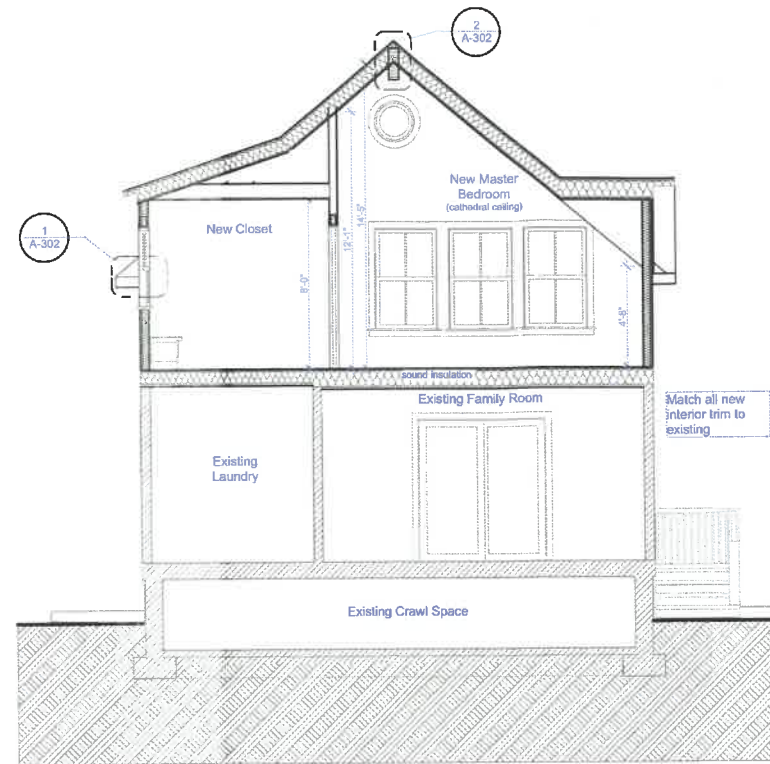 2
A-302
New Master
Bedroom
(cathedral ceiling)
New Closet
1
A-302
14'-5"
12'-1"
8'-0"
4'-8"
sound insulation
Existing Family Room
Match all new
interior trim to
existing
Existing
Laundry
Existing Crawl Space